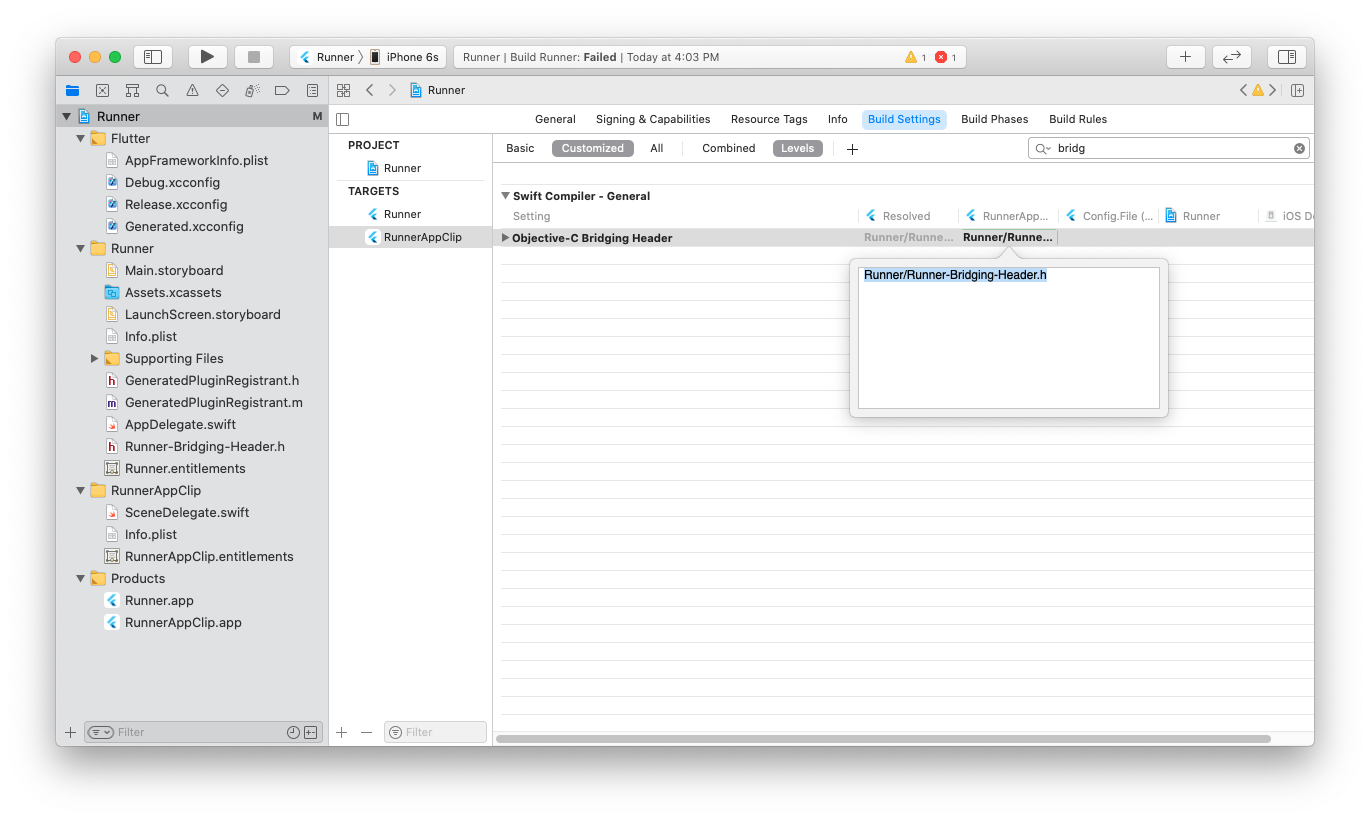 Runner 〉 iPhone 6s
Runner | Build Runner: Failed | Today at 4:03 PM
1
1
Runner
M
Flutter
AppFrameworkInfo.plist
Debug.xcconfig
Release.xcconfig
Generated.xcconfig
Runner
Main.storyboard
Assets.xcassets
LaunchScreen.storyboard
Info.plist
Supporting Files
GeneratedPluginRegistrant.h
GeneratedPluginRegistrant.m
AppDelegate.swift
Runner-Bridging-Header.h
Runner.entitlements
RunnerAppClip
SceneDelegate.swift
Info.plist
RunnerAppClip.entitlements
Products
Runner.app
RunnerAppClip.app
Filter
Runner
General Signing & Capabilities Resource Tags Info Build Settings Build Phases Build Rules
PROJECT
Runner
TARGETS
Runner
RunnerAppClip
Filter
Basic Customized All Combined Levels
bridg
Swift Compiler - General
Setting Resolved RunnerApp... Config.File (... Runner iOS De
Objective-C Bridging Header Runner/Runne... Runner/Runne...
Runner/Runner-Bridging-Header.h